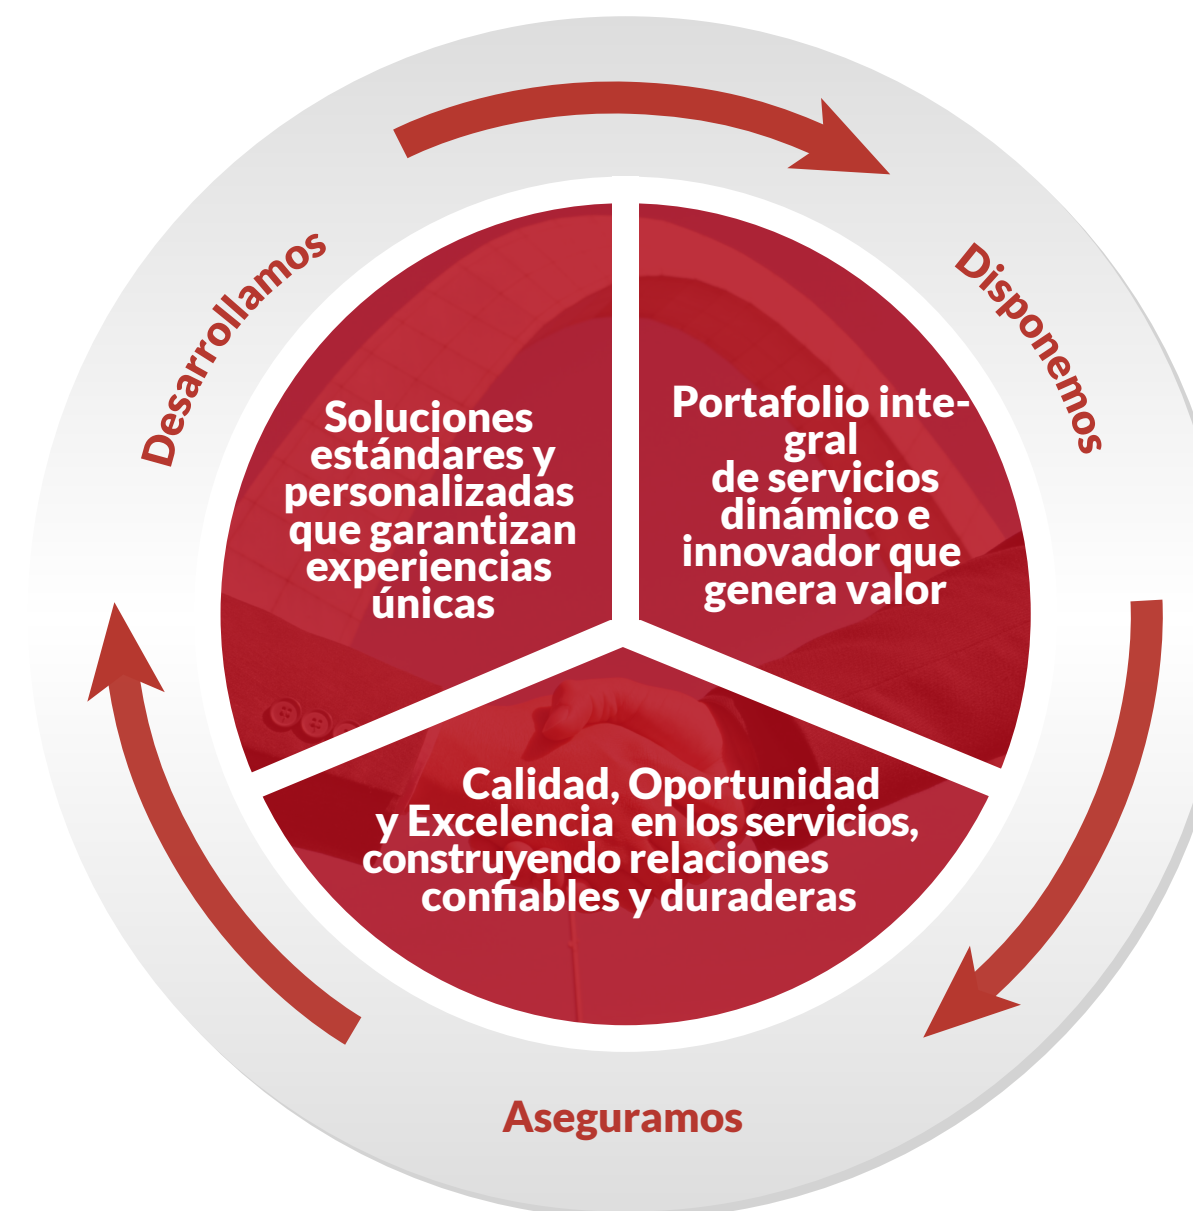 Desarrollamos
Soluciones
estándares y
personalizadas
que garantizan
experiencias
únicas
Disponemos
Portafolio inte-
gral
de servicios
dinámico e
innovador que
genera valor
Calidad, Oportunidad
y Excelencia en los servicios,
construyendo relaciones
confiables y duraderas
Aseguramos